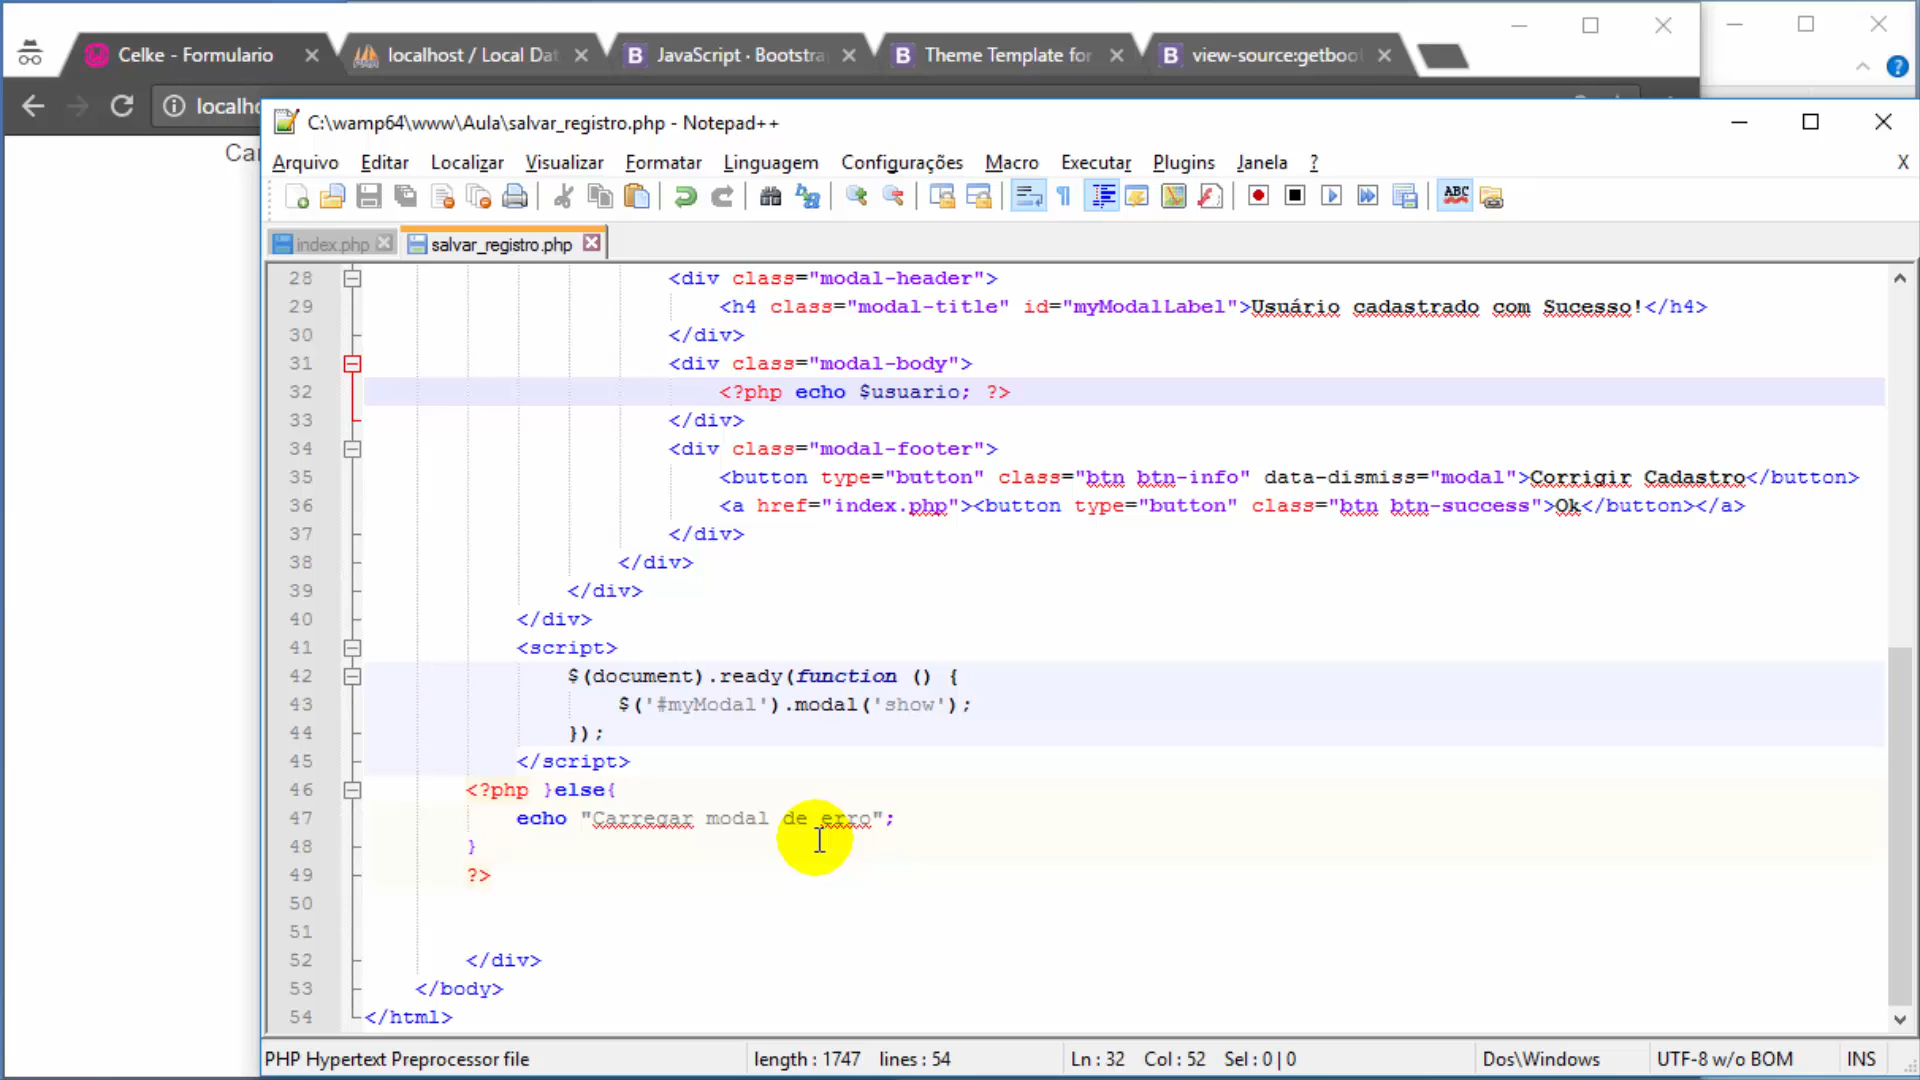 Celke - Formulario
localhost / Local Dat
JavaScript · Bootstra
Theme Template for
view-source:getboot
localho
Car
C:\wamp64\www\Aula\salvar_registro.php - Notepad++
Arquivo Editar Localizar Visualizar Formatar Linguagem Configurações Macro Executar Plugins Janela ? X
ABC
index.php salvar_registro.php
28 <div class="modal-header">
29 <h4 class="modal-title" id="myModalLabel">Usuário cadastrado com Sucesso!</h4>
30 </div>
31 <div class="modal-body">
32 <?php echo $usuario; ?>
33 </div>
34 <div class="modal-footer">
35 <button type="button" class="btn btn-info" data-dismiss="modal">Corrigir Cadastro</button>
36 <a href="index.php"><button type="button" class="btn btn-success">Ok</button></a>
37 </div>
38 </div>
39 </div>
40 </div>
41 <script>
42 $(document).ready(function () {
43 $('#myModal').modal('show');
44 });
45 </script>
46 <?php }else{
47 echo "Carregar modal de erro";
48 }
49 ?>
50
51
52 </div>
53 </body>
54 </html>
PHP Hypertext Preprocessor file length : 1747 lines : 54 Ln : 32 Col : 52 Sel : 0 | 0 Dos\Windows UTF-8 w/o BOM INS